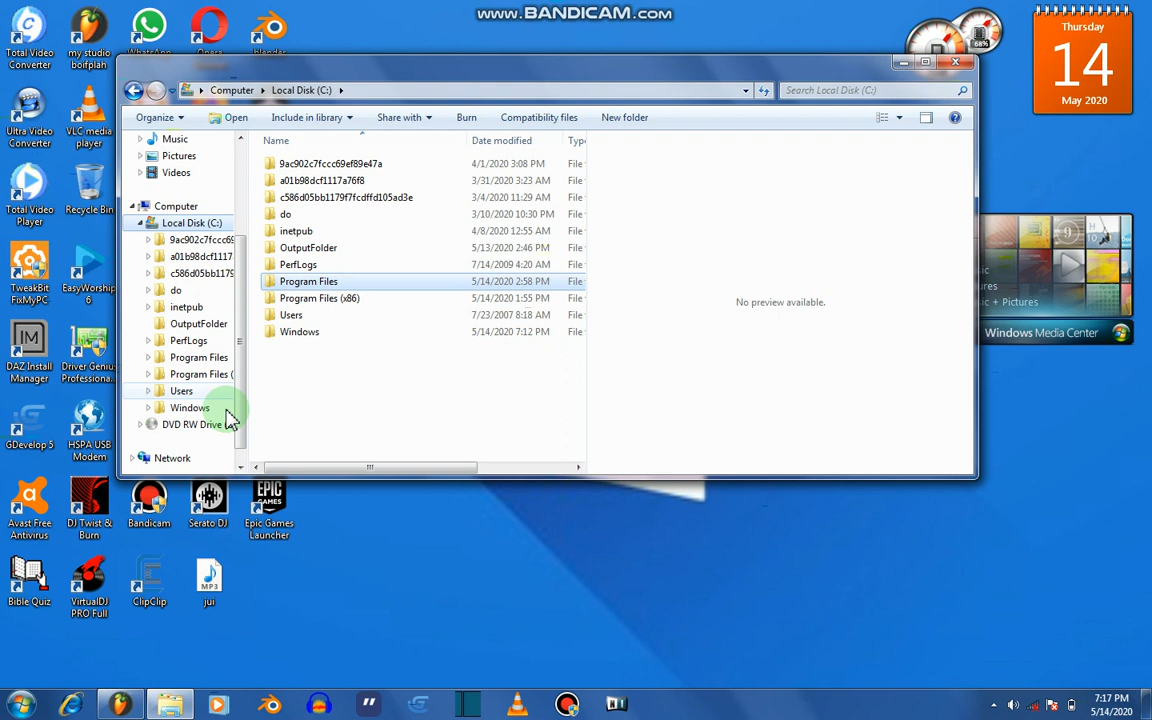 www.BANDICAM.com
Total Video
Converter
my studio
boifplan
WhatsApp
Opera
blender
Ultra Video
Converter
VLC media
player
Total Video
Player
Recycle Bin
TweakBit
FixMyPC
EasyWorship
6
DAZ Install
Manager
Driver Genius
Professiona...
GDevelop 5
HSPA USB
Modem
Avast Free
Antivirus
DJ Twist &
Burn
Bandicam
Serato DJ
Epic Games
Launcher
Bible Quiz
VirtualDJ
PRO Full
ClipClip
MP3
jui
Computer
Local Disk (C:)
Search Local Disk (C:)
Organize
Open
Include in library
Share with
Burn
Compatibility files
New folder
Music
Pictures
Videos
Computer
Local Disk (C:)
9ac902c7fccc69
a01b98dcf1117
c586d05bb1179
do
inetpub
OutputFolder
PerfLogs
Program Files
Program Files (
Users
Windows
DVD RW Drive
Network
Name Date modified Type
9ac902c7fccc69ef89e47a 4/1/2020 3:08 PM File
a01b98dcf1117a76f8 3/31/2020 3:23 AM File
c586d05bb1179f7fcdffd105ad3e 3/4/2020 11:29 AM File
do 3/10/2020 10:30 PM File
inetpub 4/8/2020 12:55 AM File
OutputFolder 5/13/2020 2:46 PM File
PerfLogs 7/14/2009 4:20 AM File
Program Files 5/14/2020 2:58 PM File
Program Files (x86) 5/14/2020 1:55 PM File
Users 7/23/2007 8:18 AM File
Windows 5/14/2020 7:12 PM File
No preview available.
68%
Thursday
14
May 2020
+ Pictures
Windows Media Center
7:17 PM
5/14/2020